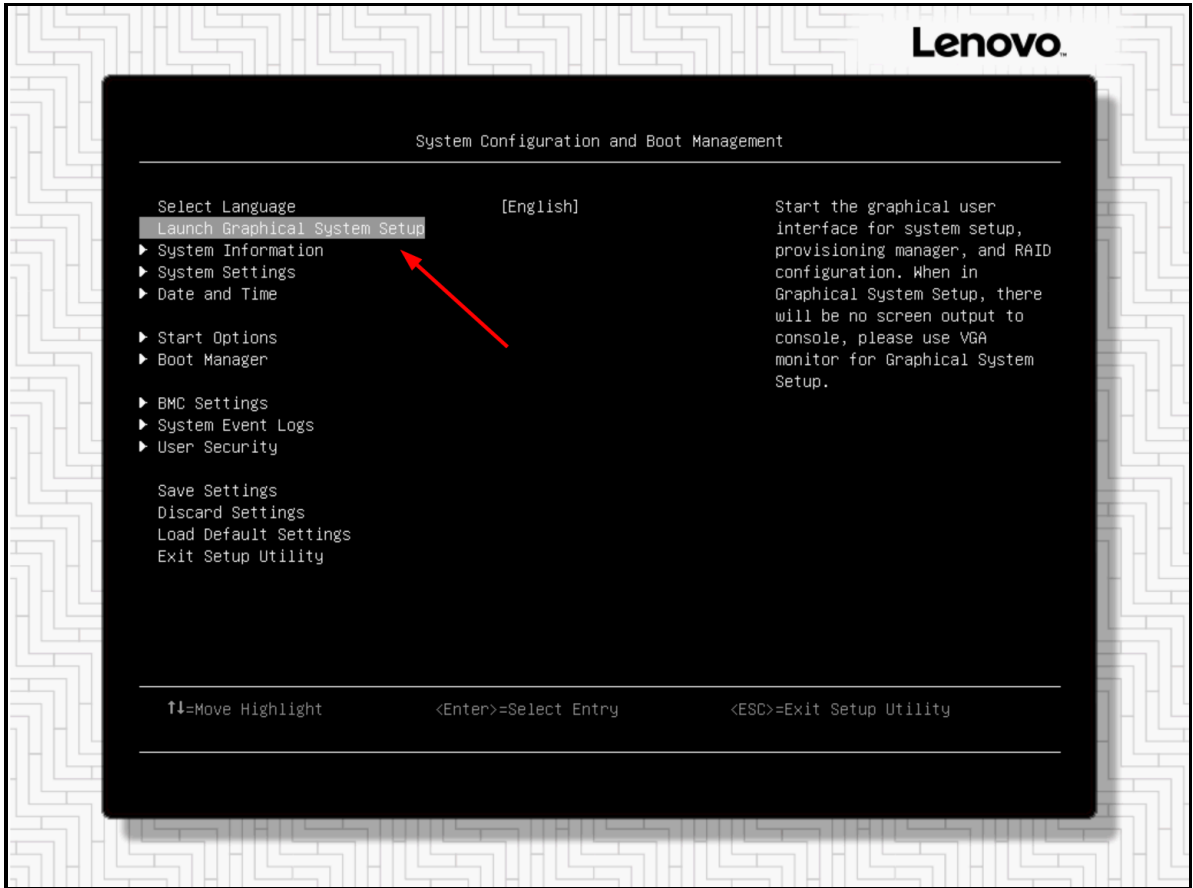 Lenovo™
System Configuration and Boot Management
Select Language [English]
Launch Graphical System Setup
▶ System Information
▶ System Settings
▶ Date and Time
▶ Start Options
▶ Boot Manager
▶ BMC Settings
▶ System Event Logs
▶ User Security
Save Settings
Discard Settings
Load Default Settings
Exit Setup Utility
Start the graphical user
interface for system setup,
provisioning manager, and RAID
configuration. When in
Graphical System Setup, there
will be no screen output to
console, please use VGA
monitor for Graphical System
Setup.
↑↓=Move Highlight <Enter>=Select Entry <ESC>=Exit Setup Utility